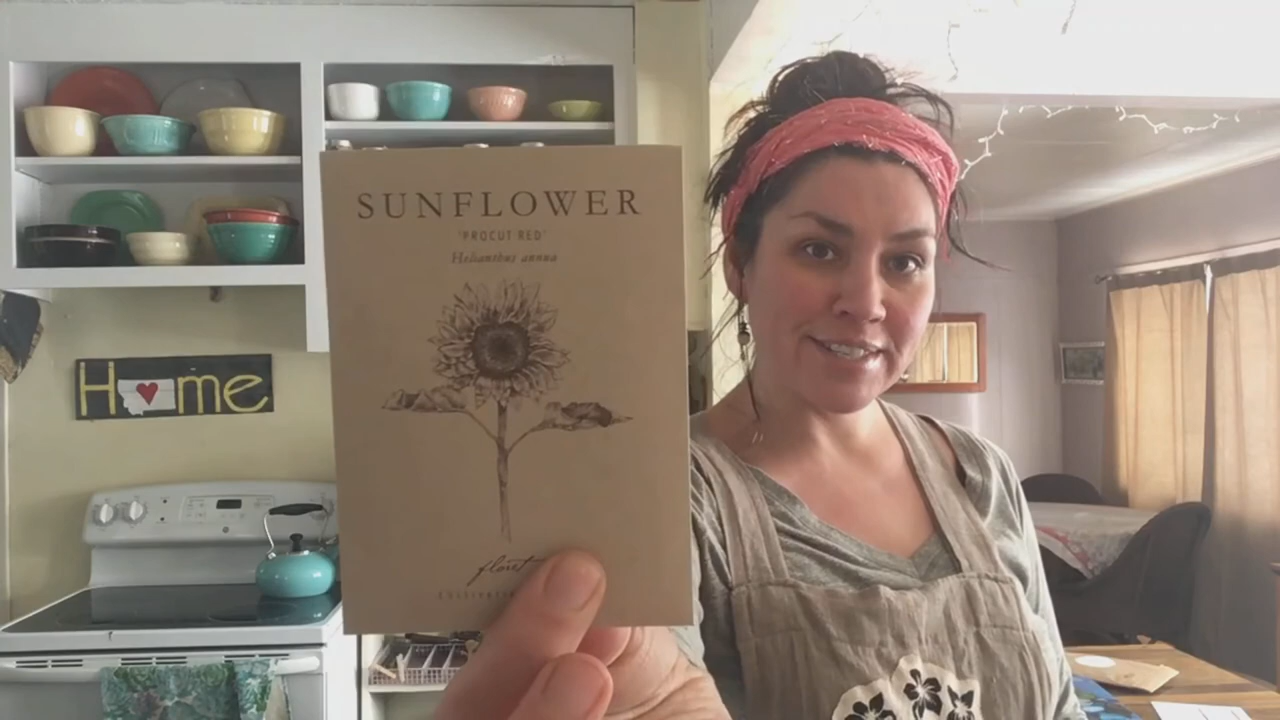 SUNFLOWER
'PROCUT RED'
Helianthus annua
floret
Home